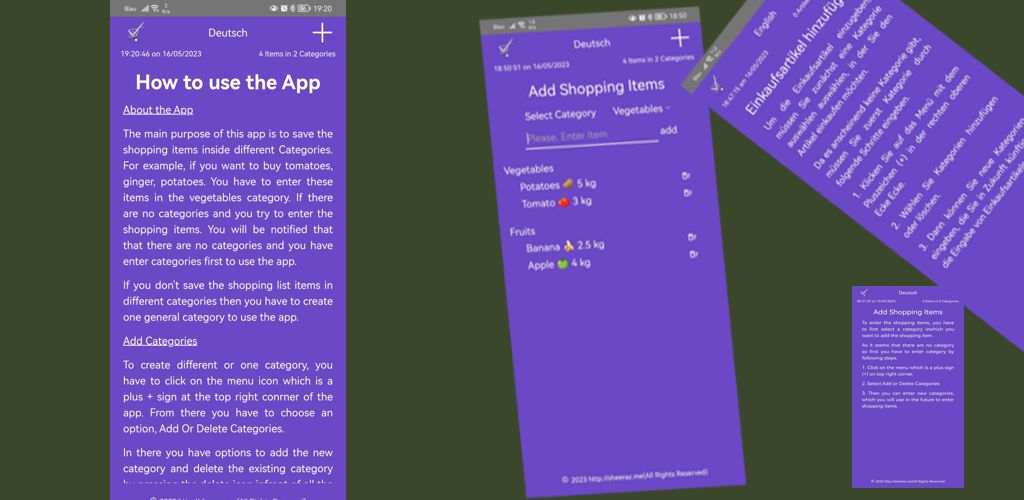 Blau
K/s
19:20
Deutsch
19:20:46 on 16/05/2023
4 Items in 2 Categories
How to use the App
About the App
The main purpose of this app is to save the
shopping items inside different Categories.
For example, if you want to buy tomatoes,
ginger, potatoes. You have to enter these
items in the vegetables category. If there
are no categories and you try to enter the
shopping items. You will be notified that
that there are no categories and you have
enter categories first to use the app.
If you don't save the shopping list items in
different categories then you have to create
one general category to use the app.
Add Categories
To create different or one category, you
have to click on the menu icon which is a
plus + sign at the top right conrner of the
app. From there you have to choose an
option, Add Or Delete Categories.
In there you have options to add the new
category and delete the existing category
Blau
K/s
18:50
Deutsch
18:50:51 on 16/05/2023
4 Items in 2 Categories
Add Shopping Items
Select Category
Vegetables
Please, Enter Item
add
Vegetables
Potatoes 🥔 5 kg
Tomato 🍅 3 kg
Fruits
Banana 🍌 2.5 kg
Apple 🍏 4 kg
© 2023 http://sheeraz.me(All Rights Reserved)
Blau
English
18:47:15 am 16/05/2023
Einkaufsartikel hinzufüg
Um die Einkaufsartikel einzugeben,
müssen Sie zunächst eine Kategorie
auswählen auswählen, in der Sie den
Artikel einkaufen möchten.
Da es anscheinend keine Kategorie gibt,
müssen Sie zuerst Kategorie durch
folgende Schritte eingeben.
1. Klicken Sie auf das Menü mit dem
Pluszeichen (+) in der rechten oberen
Ecke Ecke.
2. Wählen Sie Kategorien hinzufügen
oder löschen.
3. Dann können Sie neue Kategorien
eingeben, die Sie in Zukunft künftig
die Eingabe von Einkaufsartikeln
Deutsch
Add Shopping Items
To enter the shopping items, you have
to first select a category inwhich you
want to add the shopping item.
As it seems that there are no category
so first you have to enter category by
following steps.
1. Click on the menu which is a plus sign
(+) on top right corner.
2. Select Add or Delete Categories
3. Then you can enter new categories,
which you will use in the future to enter
shopping items.
© 2023 http://sheeraz.me(All Rights Reserved)